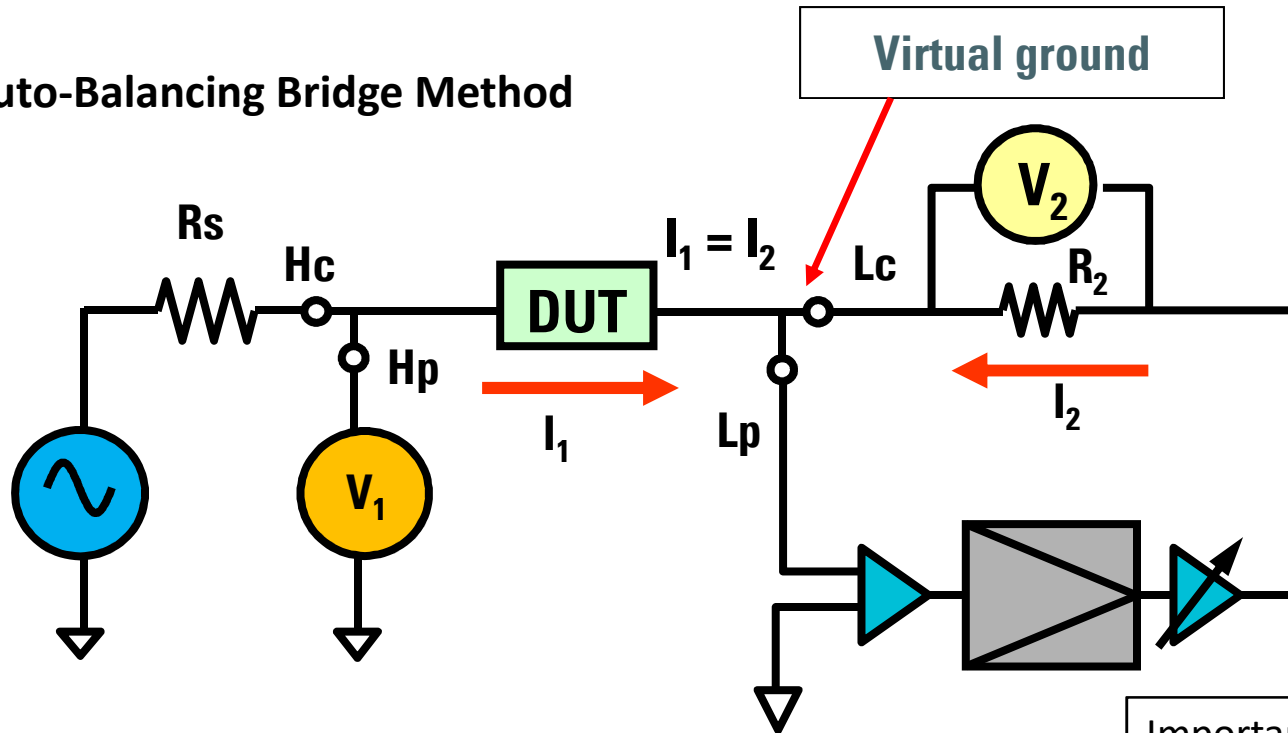 Virtual ground
uto-Balancing Bridge Method
V₂
Rs
I₁ = I₂
Hc
Lc
R₂
DUT
Hp
I₁
Lp
I₂
V₁
Importan